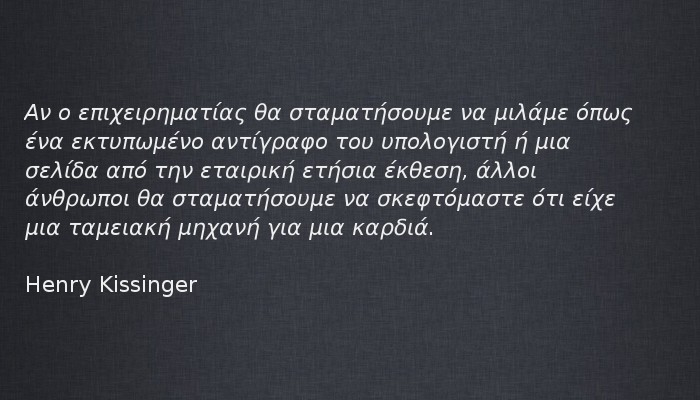 Αν ο επιχειρηματίας θα σταματήσουμε να μιλάμε όπως
ένα εκτυπωμένο αντίγραφο του υπολογιστή ή μια
σελίδα από την εταιρική ετήσια έκθεση, άλλοι
άνθρωποι θα σταματήσουμε να σκεφτόμαστε ότι είχε
μια ταμειακή μηχανή για μια καρδιά.
Henry Kissinger